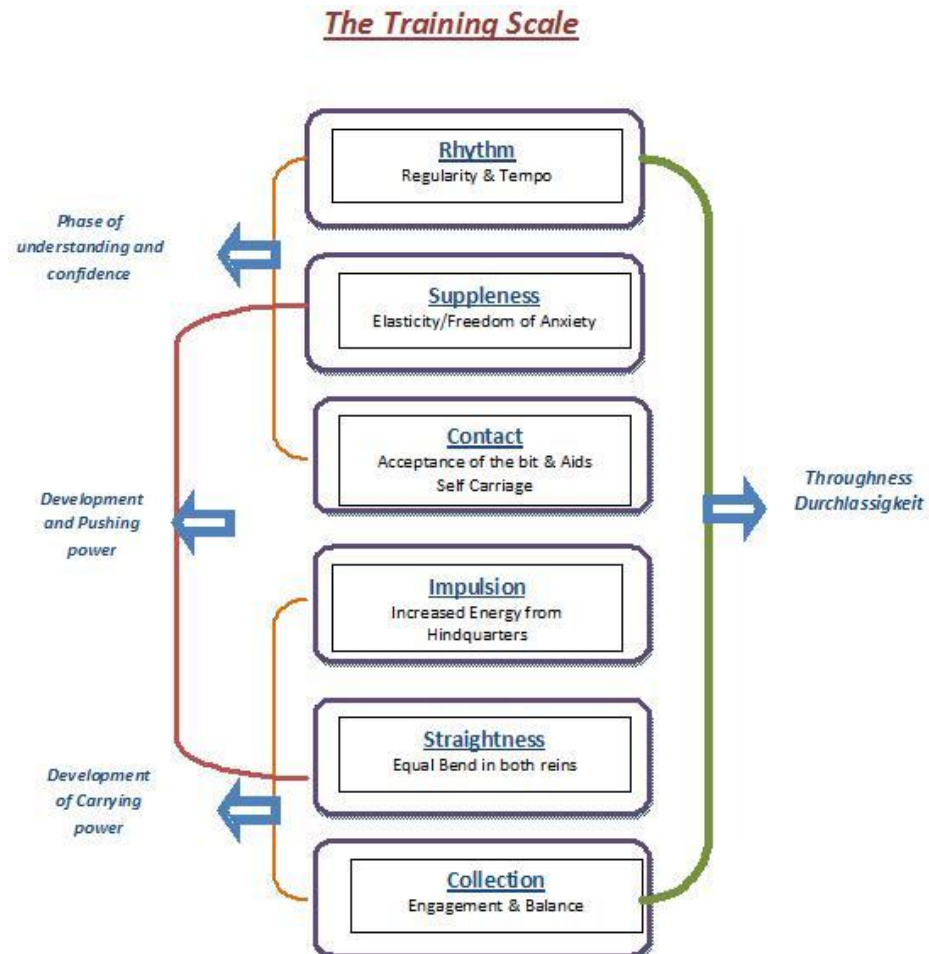 The Training Scale
Rhythm
Regularity & Tempo
Phase of
understanding and
confidence
Suppleness
Elasticity/Freedom of Anxiety
Contact
Acceptance of the bit & Aids
Self Carriage
Throughness
Durchlassigkeit
Development
and Pushing
power
Impulsion
Increased Energy from
Hindquarters
Straightness
Equal Bend in both reins
Development
of Carrying
power
Collection
Engagement & Balance